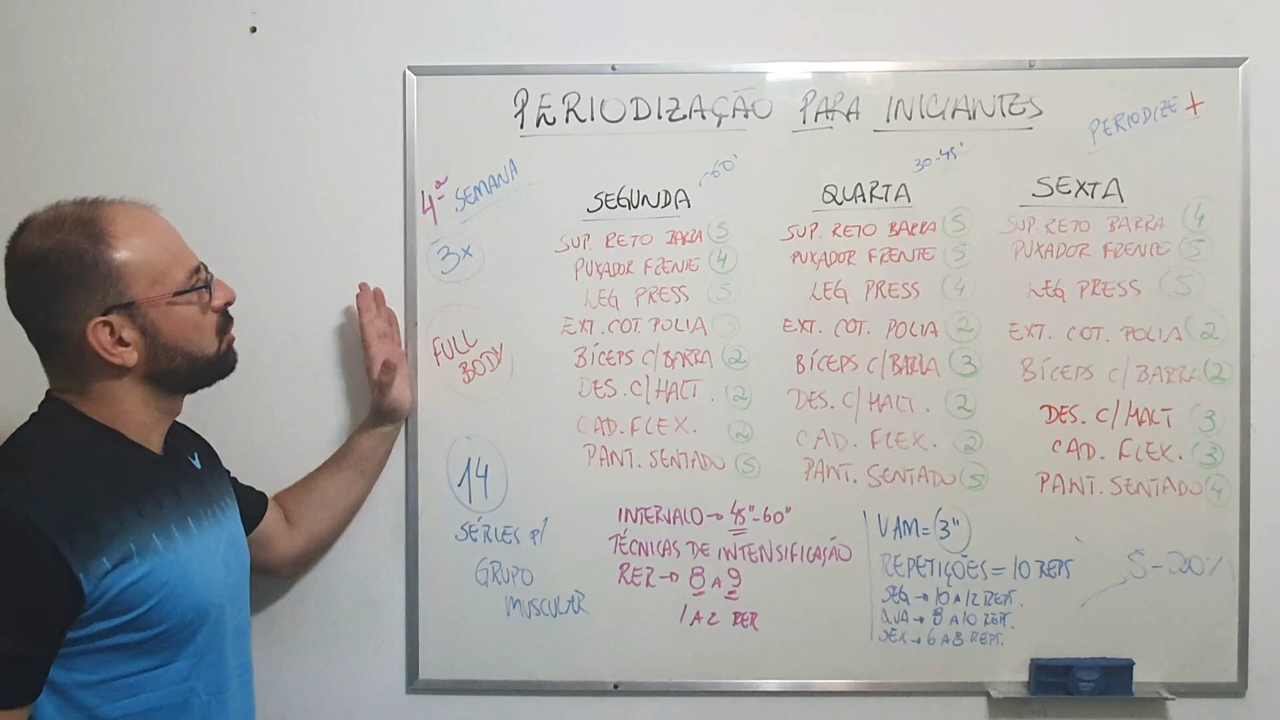 PERIODIZAÇÃO PARA INICIANTES
PERIODIZE +
4ª SEMANA
3x
FULL
BODY
14
SÉRIES p/
GRUPO
MUSCULAR
SEGUNDA
-60'
SUP. RETO BARRA 5
PUXADOR FRENTE 4
LEG PRESS 5
EXT. COT. POLIA
BÍCEPS C/BARRA 2
DES. C/HALT. 2
CAD. FLEX. 2
PANT. SENTADO 5
QUARTA
30-45'
SUP. RETO BARRA 5
PUXADOR FRENTE 5
LEG PRESS 4
EXT. COT. POLIA 2
BÍCEPS C/BARRA 3
DES. C/HALT. 2
CAD. FLEX. 2
PANT. SENTADO 5
SEXTA
SUP. RETO BARRA 4
PUXADOR FRENTE 5
LEG PRESS 5
EXT. COT. POLIA 2
BÍCEPS C/BARRA 2
DES. C/HALT 3
CAD. FLEX. 3
PANT. SENTADO 4
INTERVALO → 45"-60"
TÉCNICAS DE INTENSIFICAÇÃO
RER → 8 A 9
1 A 2 RER
VAM = 3"
REPETIÇÕES = 10 REPS
SEG → 10 A 12 REPS.
QUA → 8 A 10 REPS.
SEX → 6 A 8 REPS.
5-20%